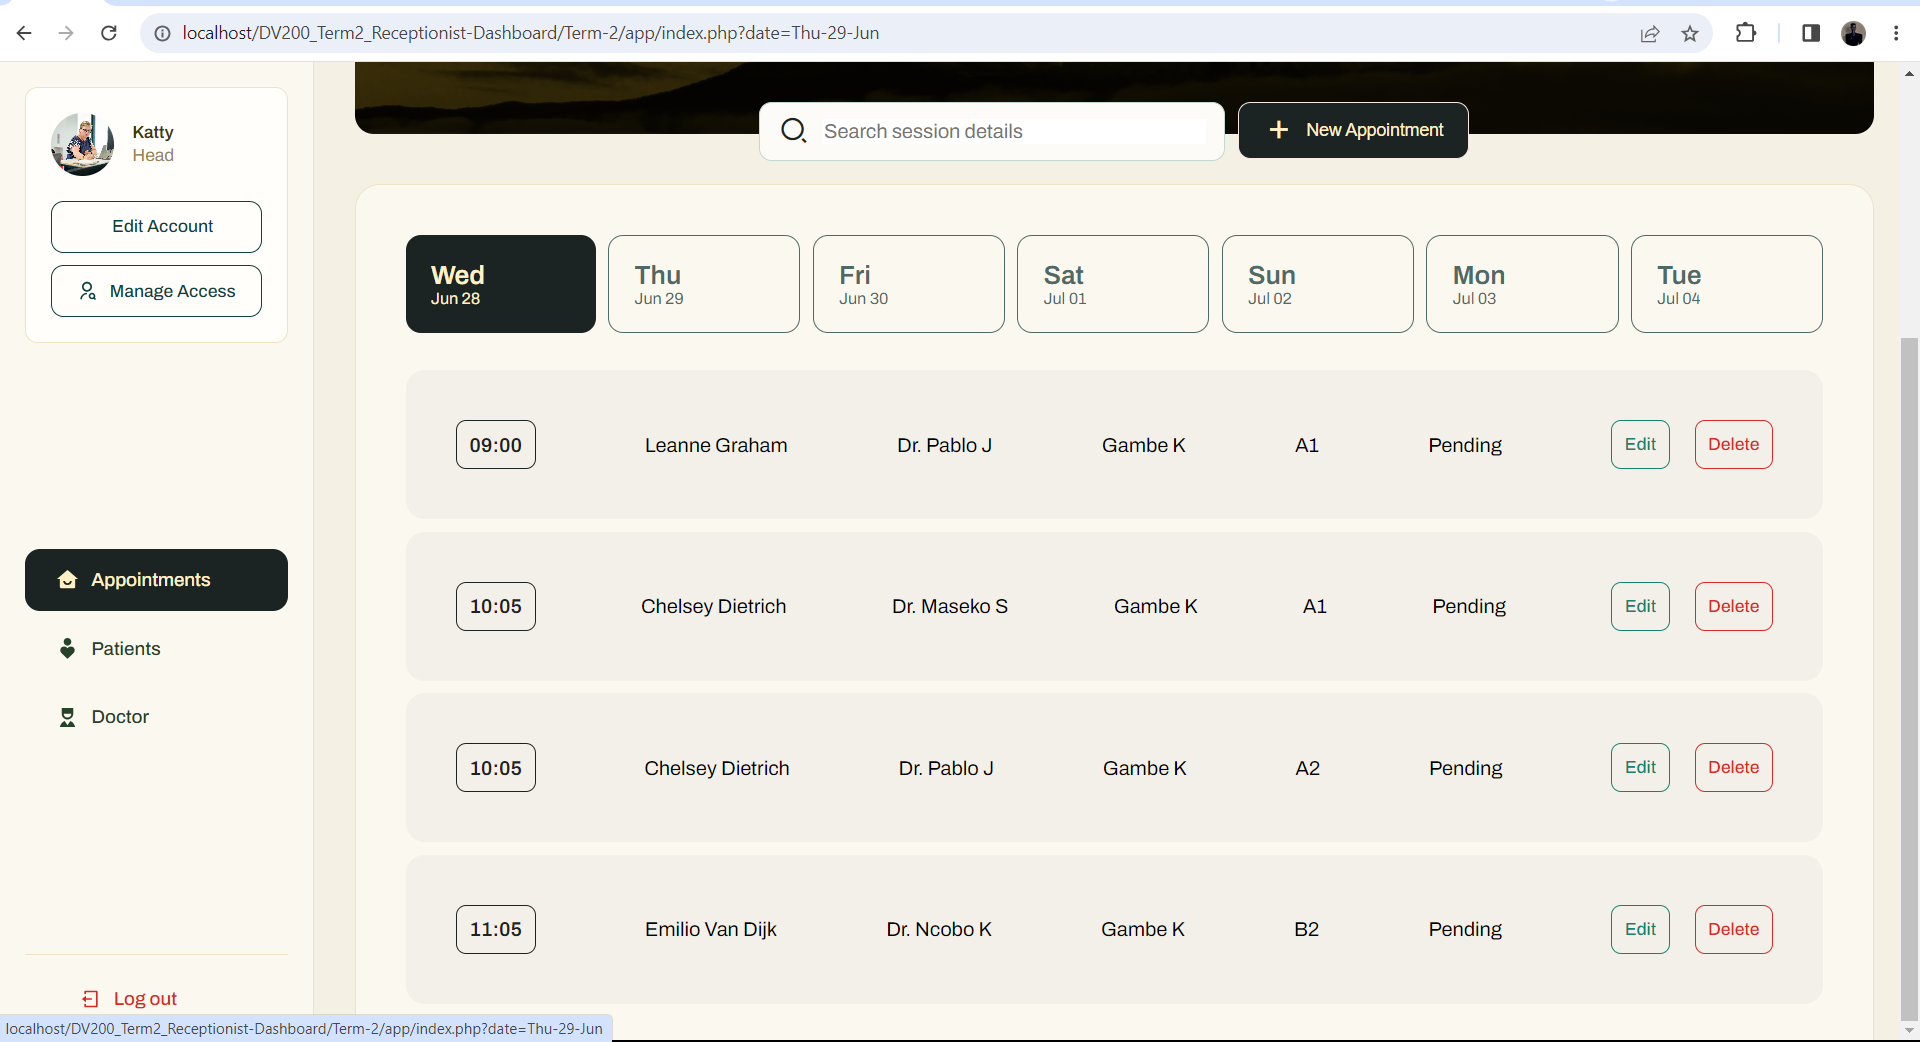 localhost/DV200_Term2_Receptionist-Dashboard/Term-2/app/index.php?date=Thu-29-Jun
Katty
Head
Edit Account
Manage Access
Appointments
Patients
Doctor
Log out
Search session details
New Appointment
Wed
Jun 28
Thu
Jun 29
Fri
Jun 30
Sat
Jul 01
Sun
Jul 02
Mon
Jul 03
Tue
Jul 04
09:00 Leanne Graham Dr. Pablo J Gambe K A1 Pending Edit Delete
10:05 Chelsey Dietrich Dr. Maseko S Gambe K A1 Pending Edit Delete
10:05 Chelsey Dietrich Dr. Pablo J Gambe K A2 Pending Edit Delete
11:05 Emilio Van Dijk Dr. Ncobo K Gambe K B2 Pending Edit Delete
localhost/DV200_Term2_Receptionist-Dashboard/Term-2/app/index.php?date=Thu-29-Jun